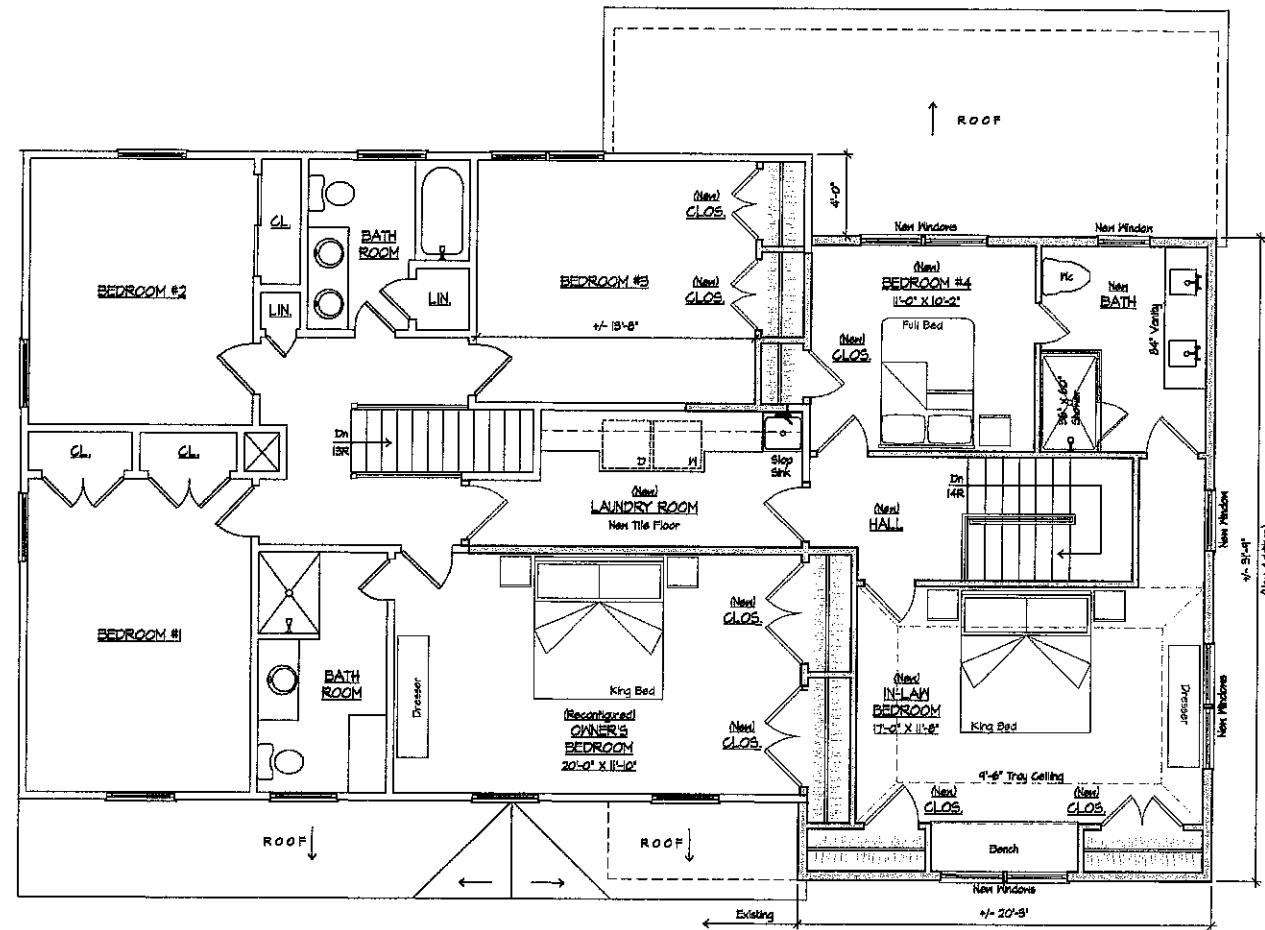 ROOF
4'-0"
New Windows
New Window
(New)
CLOS.
CL.
BATH
ROOM
(New)
BEDROOM #4
11'-0" X 10'-2"
Full Bed
WC
New
BATH
84" Vanity
BEDROOM #2
BEDROOM #3
(New)
CLOS.
LIN.
LIN.
+/- 13'-8"
(New)
CLOS.
36" X 60"
Shower
Dn
13R
D
W
Slop
Sink
CL.
CL.
(New)
LAUNDRY ROOM
New Tile Floor
(New)
HALL
Dn
14R
New Window
+/- 31'-9"
BEDROOM #1
BATH
ROOM
Dresser
King Bed
(Reconfigured)
OWNER'S
BEDROOM
20'-0" X 11'-10"
(New)
CLOS.
(New)
CLOS.
(New)
IN-LAW
BEDROOM
17'-0" X 11'-8"
King Bed
Dresser
New Windows
9'-6" Tray Ceiling
(New)
CLOS.
(New)
CLOS.
ROOF
ROOF
Bench
New Windows
Existing
+/- 20'-3"